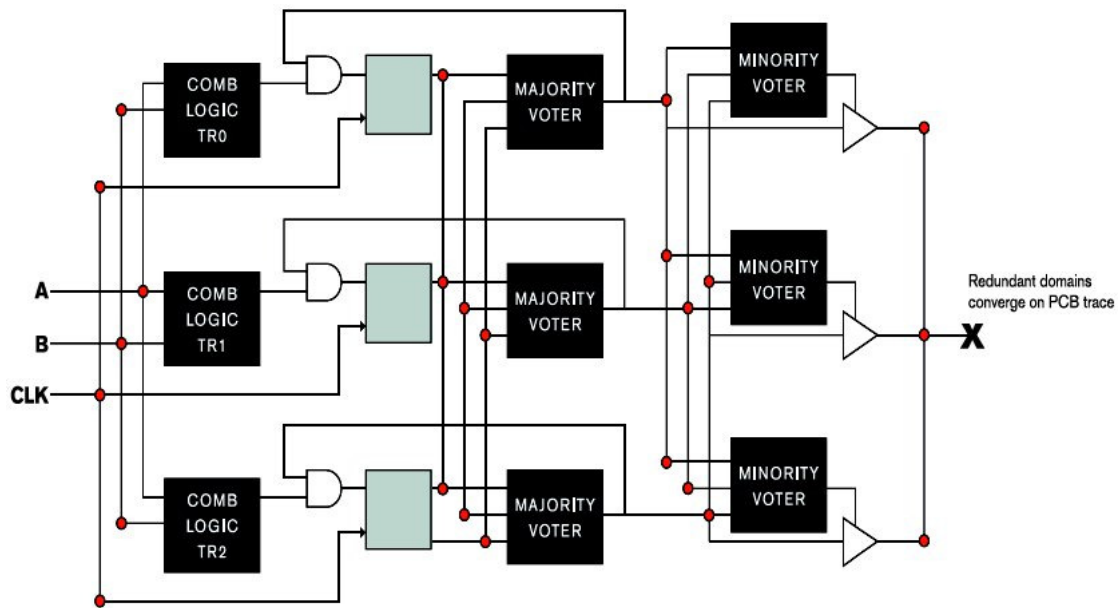 COMB
LOGIC
TR0
MAJORITY
VOTER
MINORITY
VOTER
A
B
CLK
COMB
LOGIC
TR1
MAJORITY
VOTER
MINORITY
VOTER
Redundant domains
converge on PCB trace
X
COMB
LOGIC
TR2
MAJORITY
VOTER
MINORITY
VOTER